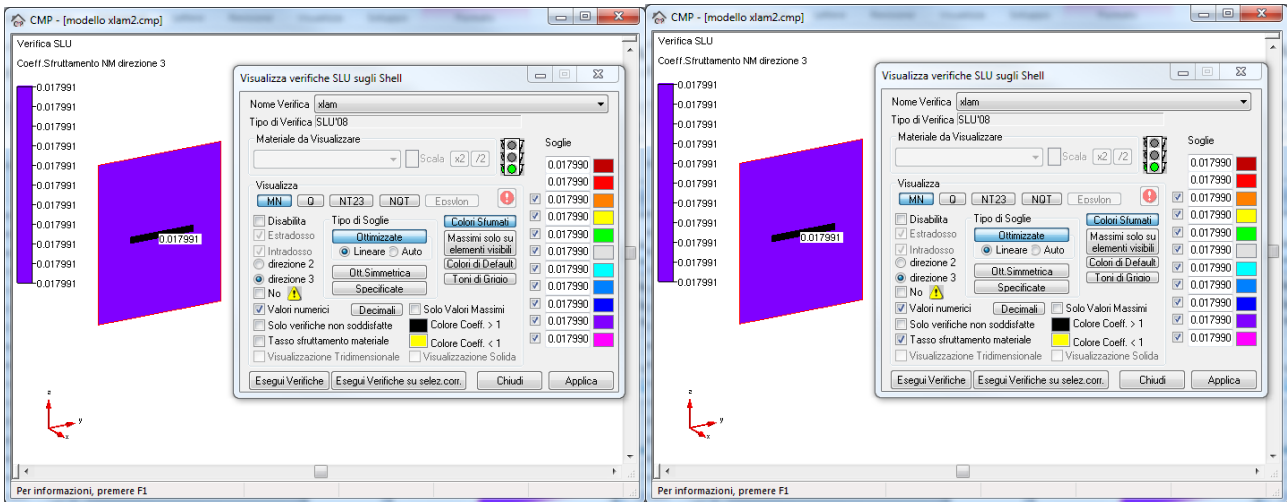 CMP - [modello xlam2.cmp]
Verifica SLU
Coeff.Sfruttamento NM direzione 3
0.017991
0.017991
0.017991
0.017991
0.017991
0.017991
0.017991
0.017991
0.017991
0.017991
0.017991
0.017991
z
y
x
Visualizza verifiche SLU sugli Shell
Nome Verifica xlam
Tipo di Verifica SLU'08
Materiale da Visualizzare
Scala x2 /2
Soglie
Visualizza
MN Q NT23 NQT Epsylon
Disabilita
Estradosso
Intradosso
direzione 2
direzione 3
No
Tipo di Soglie
Ottimizzate
Lineare Auto
Ott.Simmetrica
Specificate
Colori Sfumati
Massimi solo su
elementi visibili
Colori di Default
Toni di Grigio
Valori numerici Decimali Solo Valori Massimi
Solo verifiche non soddisfatte Colore Coeff. > 1
Tasso sfruttamento materiale Colore Coeff. < 1
Visualizzazione Tridimensionale Visualizzazione Solida
0.017990
0.017990
0.017990
0.017990
0.017990
0.017990
0.017990
0.017990
0.017990
0.017990
0.017990
Esegui Verifiche Esegui Verifiche su selez.corr. Chiudi Applica
Per informazioni, premere F1
CMP - [modello xlam2.cmp]
Verifica SLU
Coeff.Sfruttamento NM direzione 3
0.017991
0.017991
0.017991
0.017991
0.017991
0.017991
0.017991
0.017991
0.017991
0.017991
0.017991
0.017991
z
y
x
Visualizza verifiche SLU sugli Shell
Nome Verifica xlam
Tipo di Verifica SLU'08
Materiale da Visualizzare
Scala x2 /2
Soglie
Visualizza
MN Q NT23 NQT Epsylon
Disabilita
Estradosso
Intradosso
direzione 2
direzione 3
No
Tipo di Soglie
Ottimizzate
Lineare Auto
Ott.Simmetrica
Specificate
Colori Sfumati
Massimi solo su
elementi visibili
Colori di Default
Toni di Grigio
Valori numerici Decimali Solo Valori Massimi
Solo verifiche non soddisfatte Colore Coeff. > 1
Tasso sfruttamento materiale Colore Coeff. < 1
Visualizzazione Tridimensionale Visualizzazione Solida
0.017990
0.017990
0.017990
0.017990
0.017990
0.017990
0.017990
0.017990
0.017990
0.017990
0.017990
Esegui Verifiche Esegui Verifiche su selez.corr. Chiudi Applica
Per informazioni, premere F1